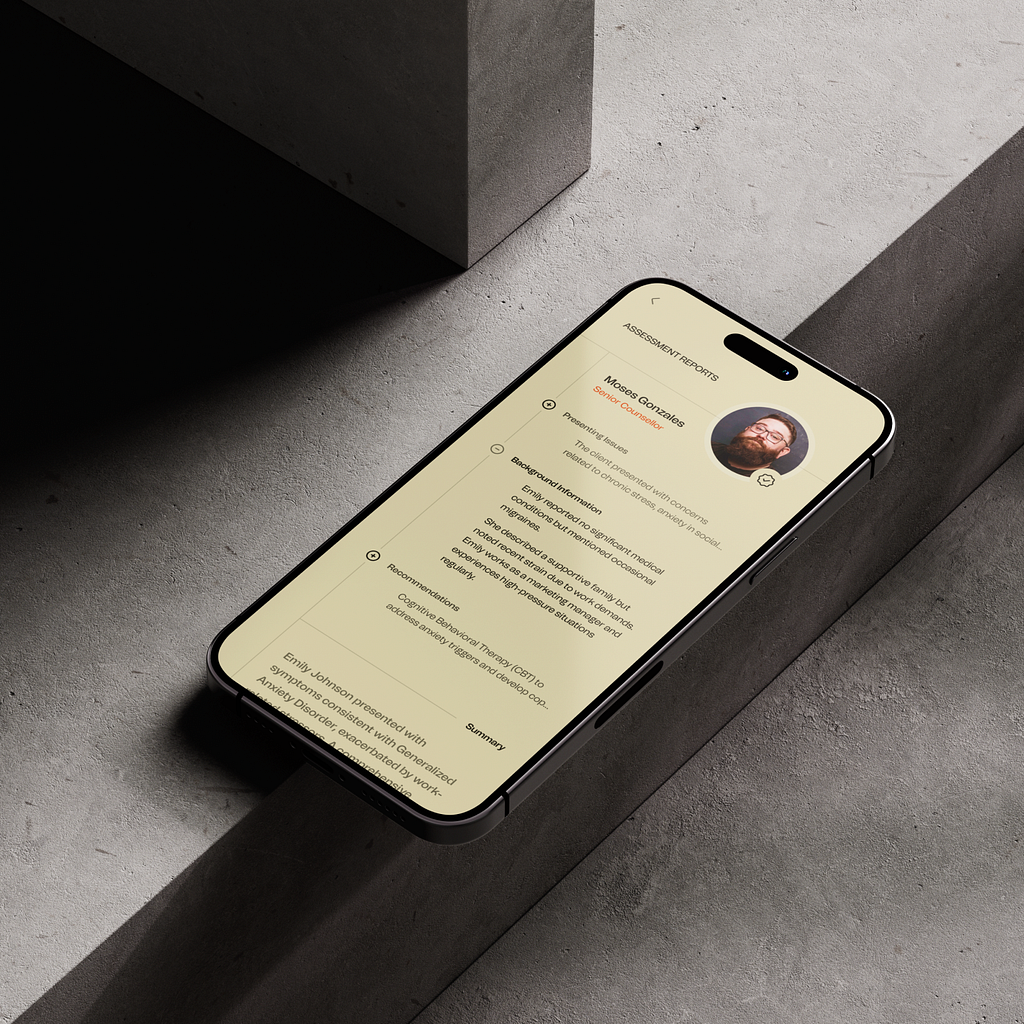 ASSESSMENT REPORTS
Moses Gonzales
Senior Counsellor
Presenting Issues
The client presented with concerns
related to chronic stress, anxiety in social...
Background Information
Emily reported no significant medical
conditions but mentioned occasional
migraines.
She described a supportive family but
noted recent strain due to work demands.
Emily works as a marketing manager and
experiences high-pressure situations
regularly.
Recommendations
Cognitive Behavioral Therapy (CBT) to
address anxiety triggers and develop cop...
Summary
Emily Johnson presented with
symptoms consistent with Generalized
Anxiety Disorder, exacerbated by work-
A comprehensive